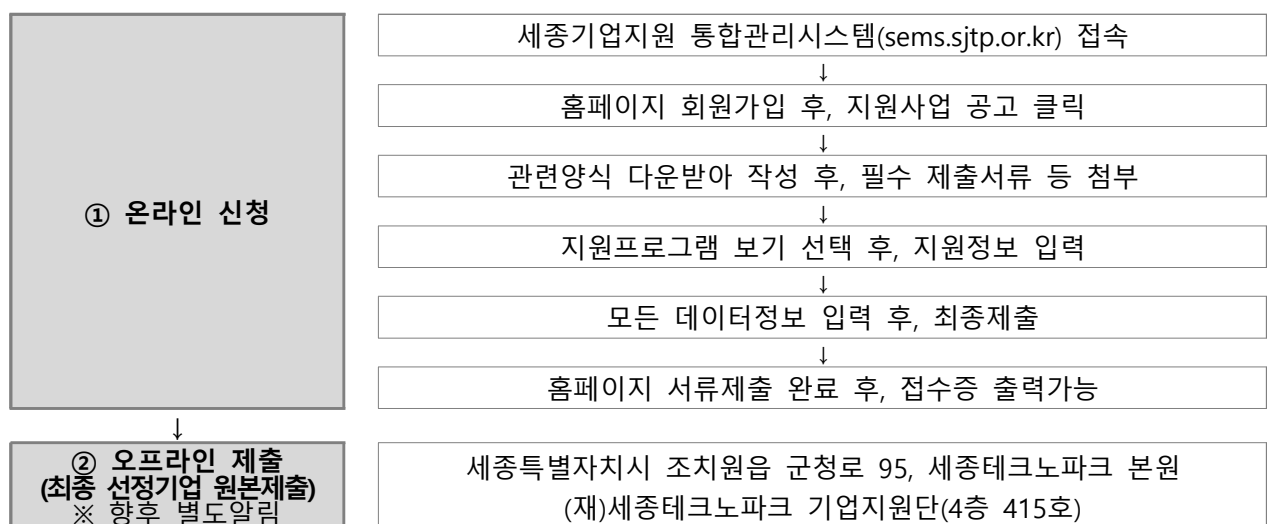 세종기업지원 통합관리시스템(sems.sjtp.or.kr) 접속
↓
홈페이지 회원가입 후, 지원사업 공고 클릭
↓
관련양식 다운받아 작성 후, 필수 제출서류 등 첨부
↓
① 온라인 신청
지원프로그램 보기 선택 후, 지원정보 입력
↓
모든 데이터정보 입력 후, 최종제출
↓
홈페이지 서류제출 완료 후, 접수증 출력가능
↓
② 오프라인 제출
(최종 선정기업 원본제출)
※ 향후 별도알림
세종특별자치시 조치원읍 군청로 95, 세종테크노파크 본원
(재)세종테크노파크 기업지원단(4층 415호)